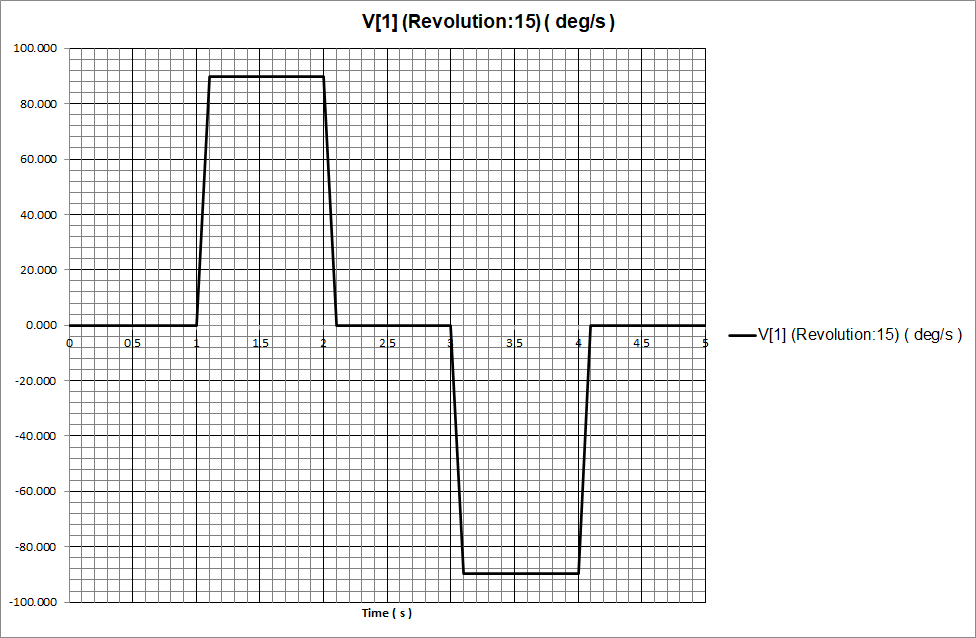 V[1] (Revolution:15) ( deg/s )
100.000
80.000
60.000
40.000
20.000
0.000
0 0.5 1 1.5 2 2.5 3 3.5 4 4.5 5
V[1] (Revolution:15) ( deg/s )
-20.000
-40.000
-60.000
-80.000
-100.000
Time ( s )